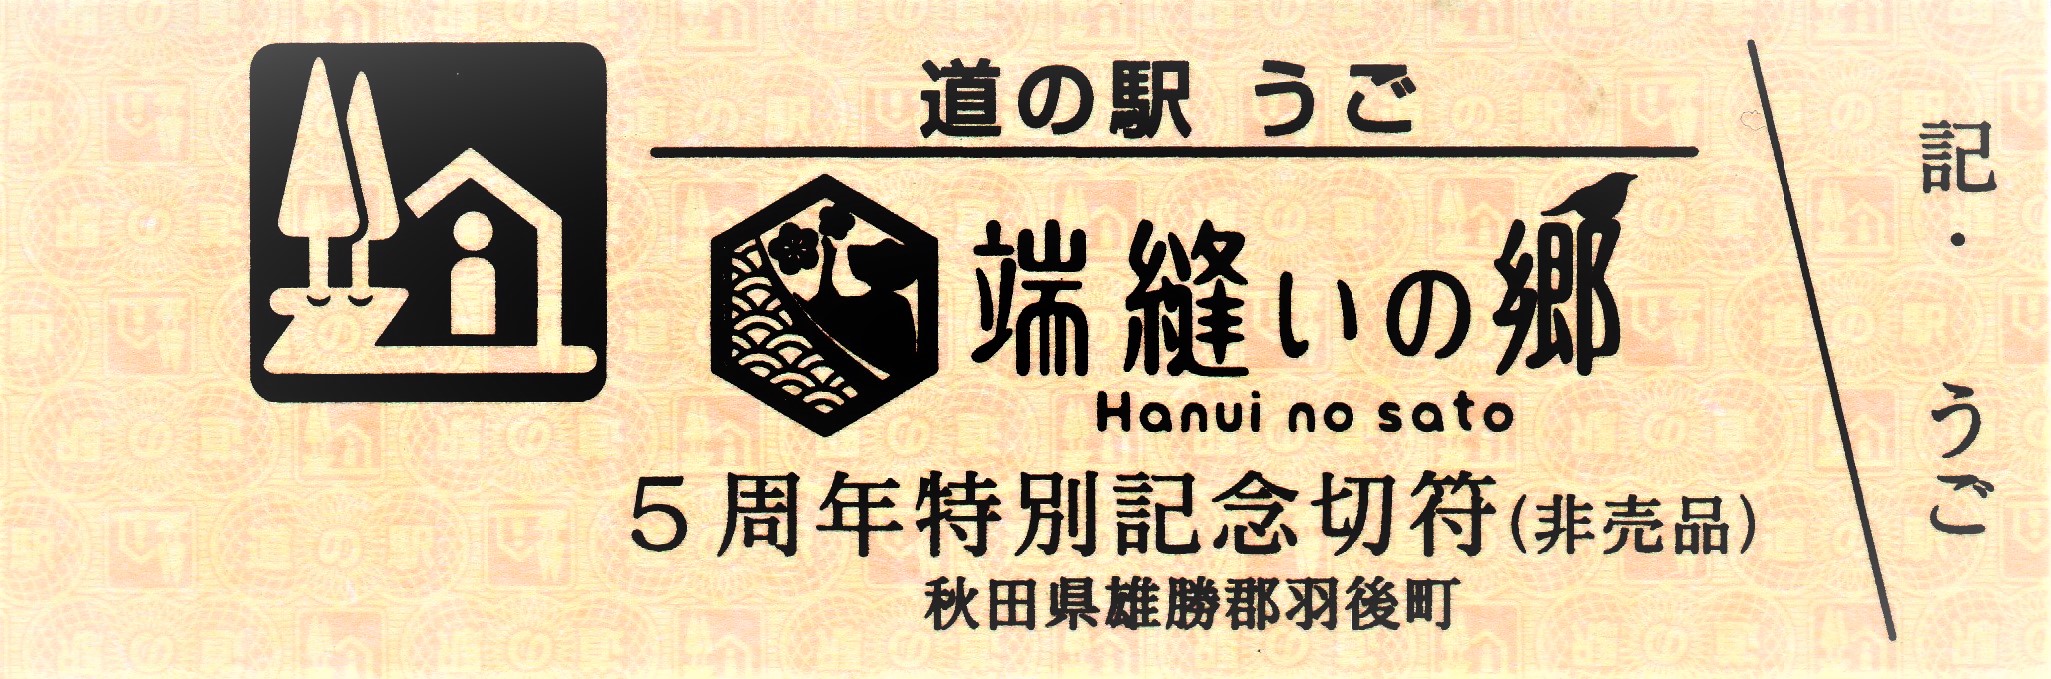 道の駅 うご
端縫いの郷
Hanui no sato
5周年特別記念切符(非売品)
秋田県雄勝郡羽後町
記・うご